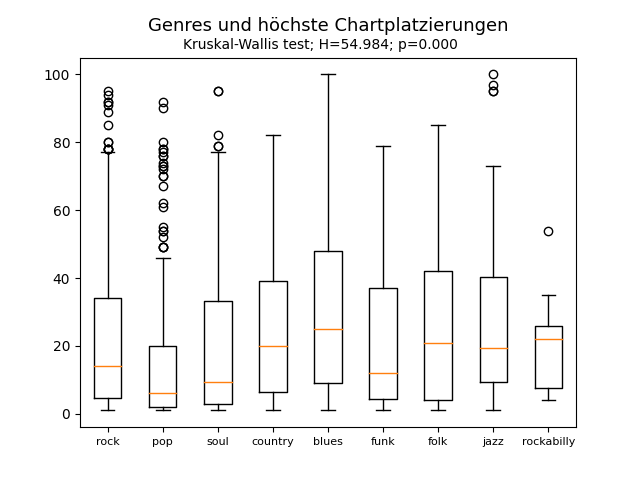 Genres und höchste Chartplatzierungen
Kruskal-Wallis test; H=54.984; p=0.000
100
80
60
40
20
0
rock pop soul country blues funk folk jazz rockabilly